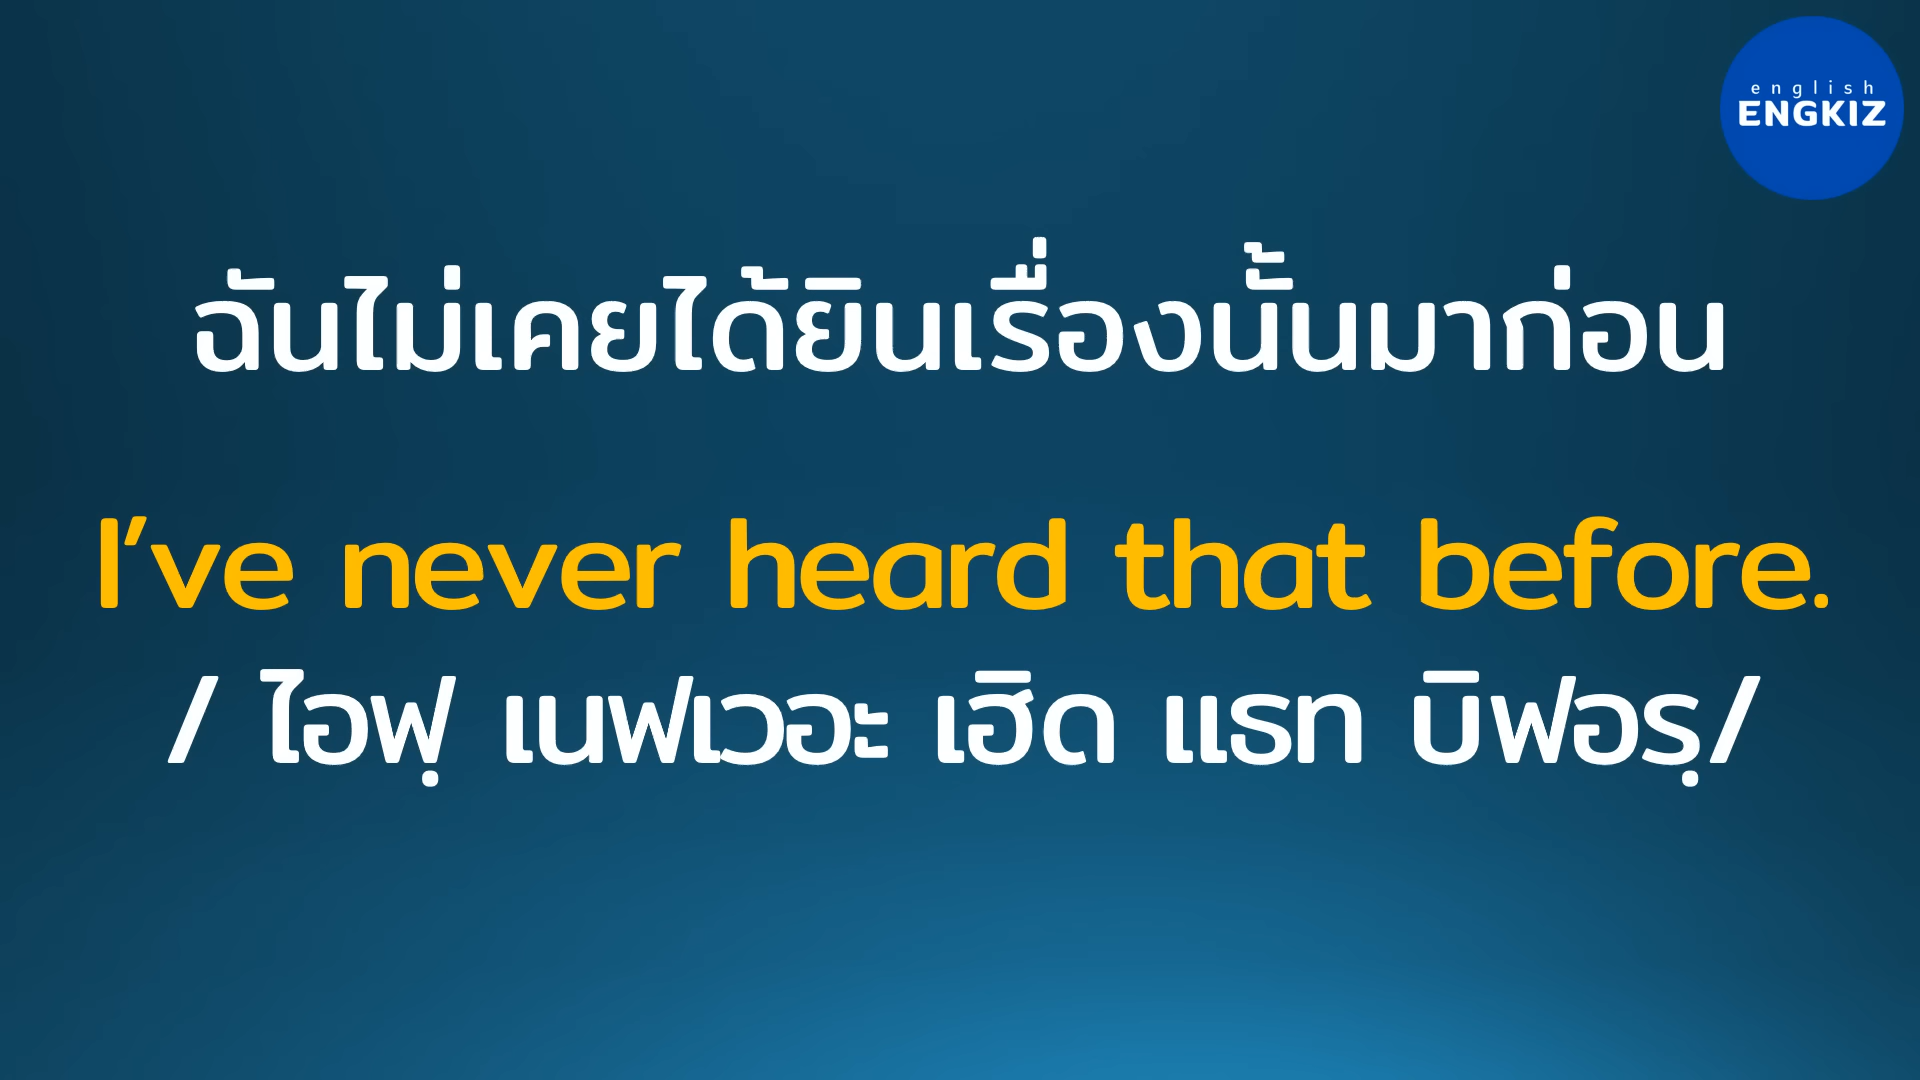 english
ENGKIZ
ฉันไม่เคยได้ยินเรื่องนั้นมาก่อน
I've never heard that before.
/ ไอฟฺ เนฟเวอะ เฮิด แธท บิฟอรฺ/